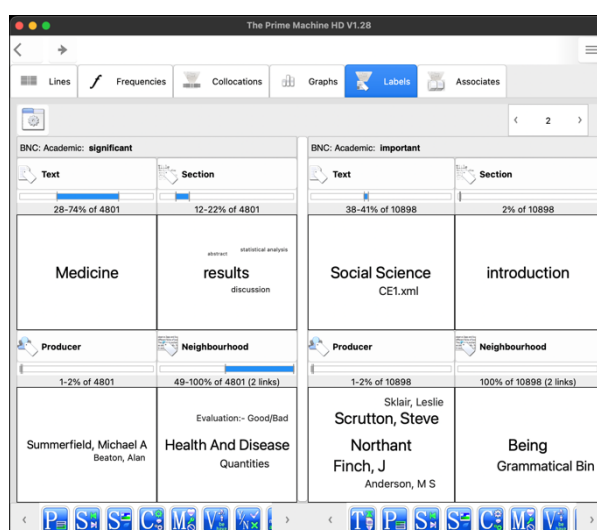 The Prime Machine HD V1.28
Lines Frequencies Collocations Graphs Labels Associates
2
BNC: Academic: significant
Text Section
28-74% of 4801 12-22% of 4801
Medicine
abstract statistical analysis
results
discussion
Producer Neighbourhood
1-2% of 4801 49-100% of 4801 (2 links)
Summerfield, Michael A
Beaton, Alan
Evaluation:- Good/Bad
Health And Disease
Quantities
BNC: Academic: important
Text Section
38-41% of 10898 2% of 10898
Social Science
CE1.xml
introduction
Producer Neighbourhood
1-2% of 10898 100% of 10898 (2 links)
Sklair, Leslie
Scrutton, Steve
Northant
Finch, J
Anderson, M S
Being
Grammatical Bin